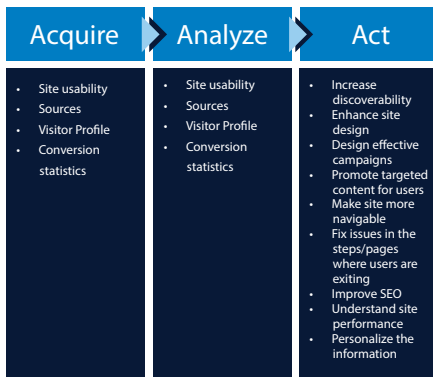 Acquire
Analyze
Act
• Site usability
• Sources
• Visitor Profile
• Conversion
statistics
• Site usability
• Sources
• Visitor Profile
• Conversion
statistics
• Increase
discoverability
• Enhance site
design
• Design effective
campaigns
• Promote targeted
content for users
• Make site more
navigable
• Fix issues in the
steps/pages
where users are
exiting
• Improve SEO
• Understand site
performance
• Personalize the
information